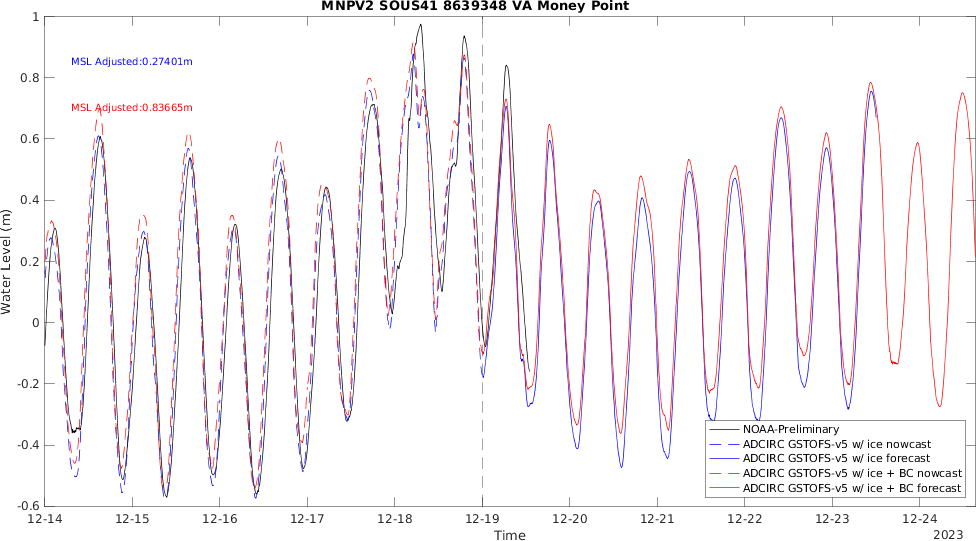 MNPV2 SOUS41 8639348 VA Money Point
MSL Adjusted:0.27401m
MSL Adjusted:0.83665m
Water Level (m)
1
0.8
0.6
0.4
0.2
0
-0.2
-0.4
-0.6
NOAA-Preliminary
ADCIRC GSTOFS-v5 w/ ice nowcast
ADCIRC GSTOFS-v5 w/ ice forecast
ADCIRC GSTOFS-v5 w/ ice + BC nowcast
ADCIRC GSTOFS-v5 w/ ice + BC forecast
12-14 12-15 12-16 12-17 12-18 12-19 12-20 12-21 12-22 12-23 12-24
Time
2023